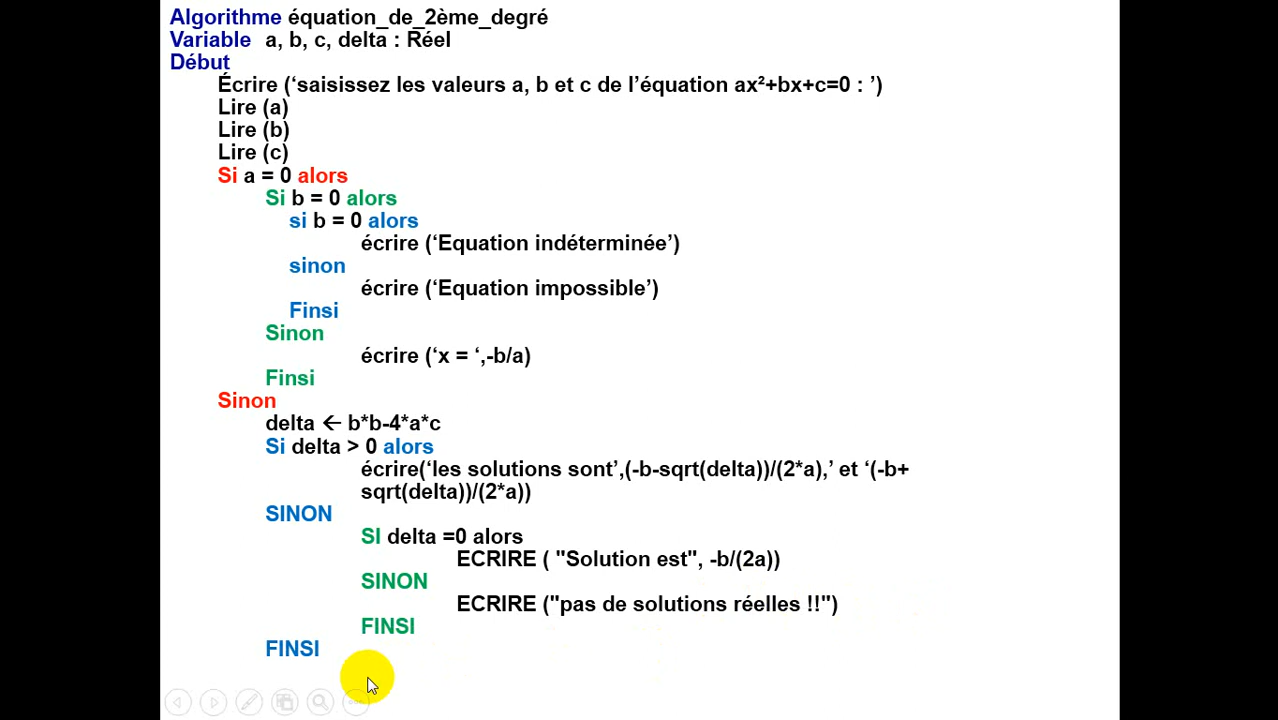 Algorithme équation_de_2ème_degré
Variable a, b, c, delta : Réel
Début
Écrire (‘saisissez les valeurs a, b et c de l’équation ax²+bx+c=0 : ’)
Lire (a)
Lire (b)
Lire (c)
Si a = 0 alors
Si b = 0 alors
si b = 0 alors
écrire (‘Equation indéterminée’)
sinon
écrire (‘Equation impossible’)
Finsi
Sinon
écrire (‘x = ‘,-b/a)
Finsi
Sinon
delta ← b*b-4*a*c
Si delta > 0 alors
écrire(‘les solutions sont’,(-b-sqrt(delta))/(2*a),’ et ‘(-b+
sqrt(delta))/(2*a))
SINON
SI delta =0 alors
ECRIRE ( "Solution est", -b/(2a))
SINON
ECRIRE ("pas de solutions réelles !!")
FINSI
FINSI